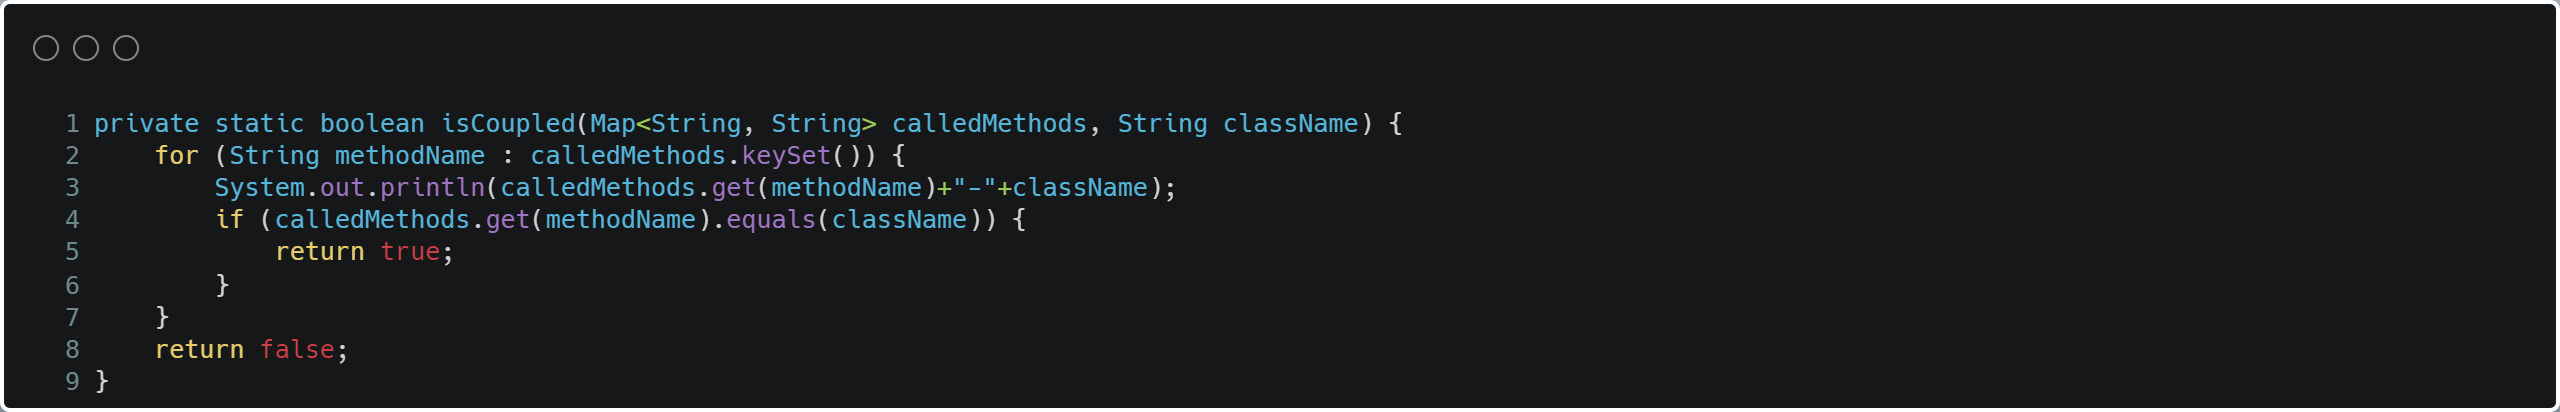 1 private static boolean isCoupled(Map<String, String> calledMethods, String className) {
2     for (String methodName : calledMethods.keySet()) {
3         System.out.println(calledMethods.get(methodName)+"-"+className);
4         if (calledMethods.get(methodName).equals(className)) {
5             return true;
6         }
7     }
8     return false;
9 }